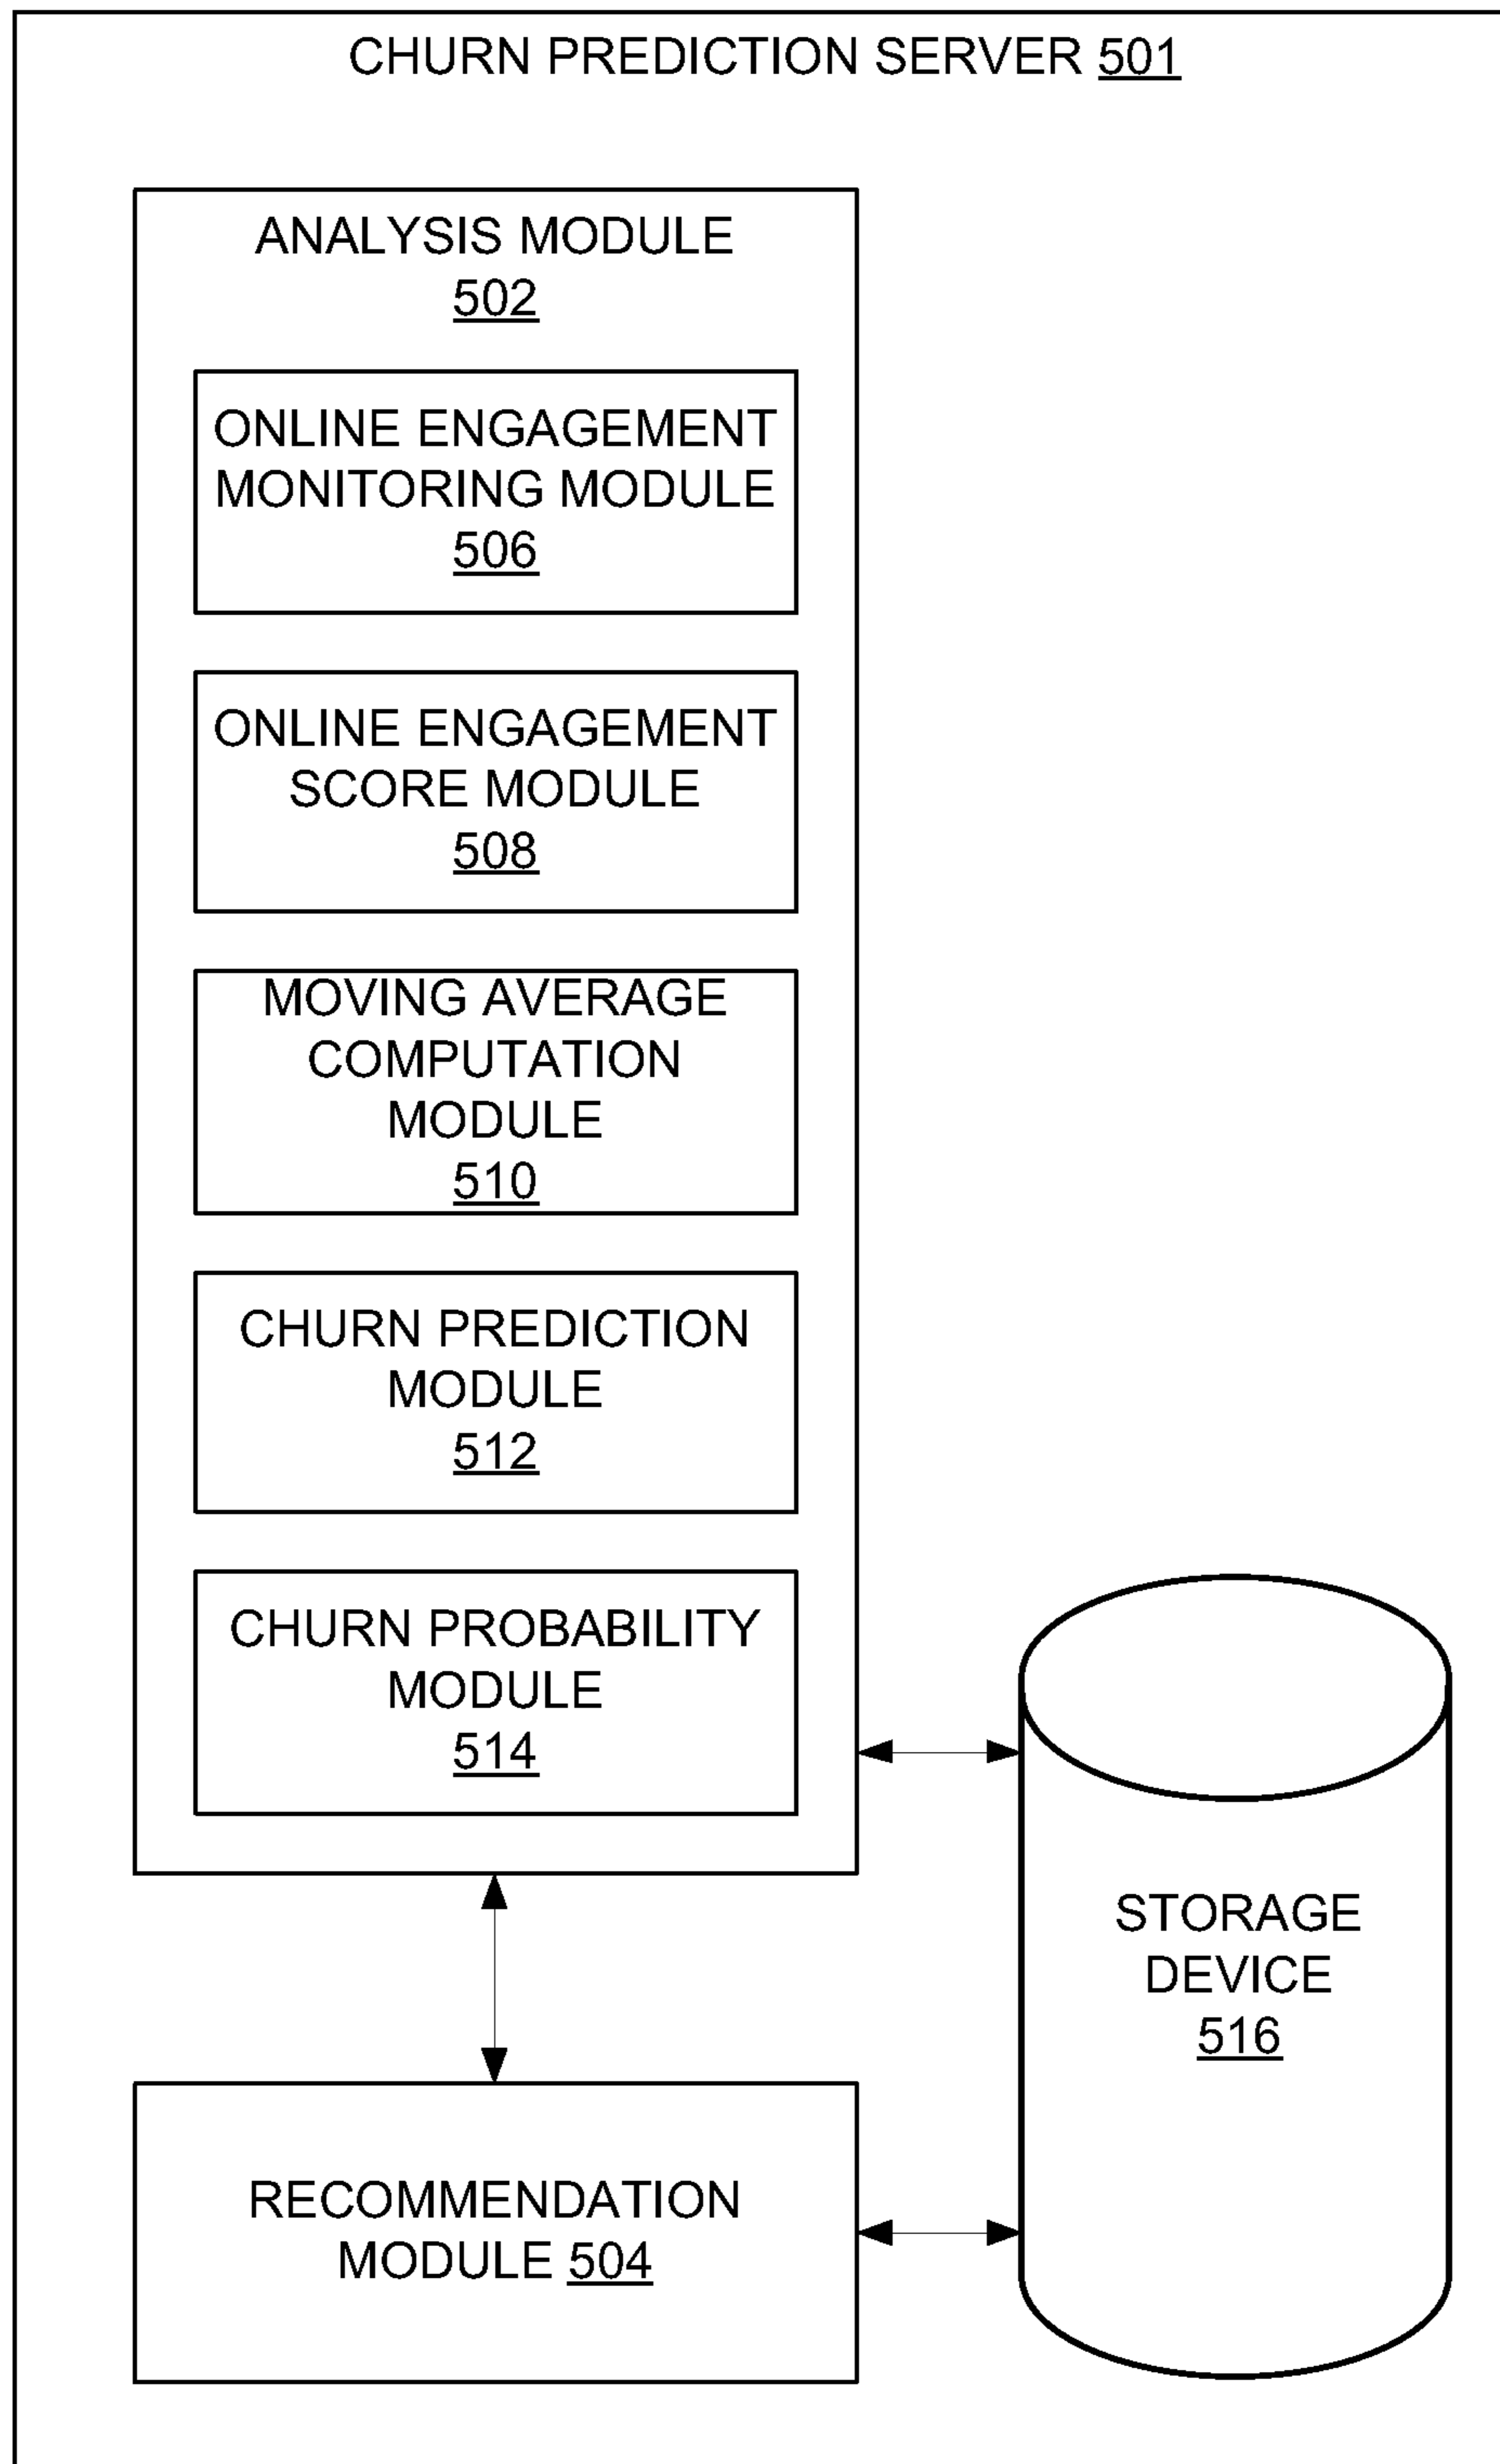 CHURN PREDICTION SERVER 501
ANALYSIS MODULE
502
ONLINE ENGAGEMENT
MONITORING MODULE
506
ONLINE ENGAGEMENT
SCORE MODULE
508
MOVING AVERAGE
COMPUTATION
MODULE
510
CHURN PREDICTION
MODULE
512
CHURN PROBABILITY
MODULE
514
STORAGE
DEVICE
516
RECOMMENDATION
MODULE 504